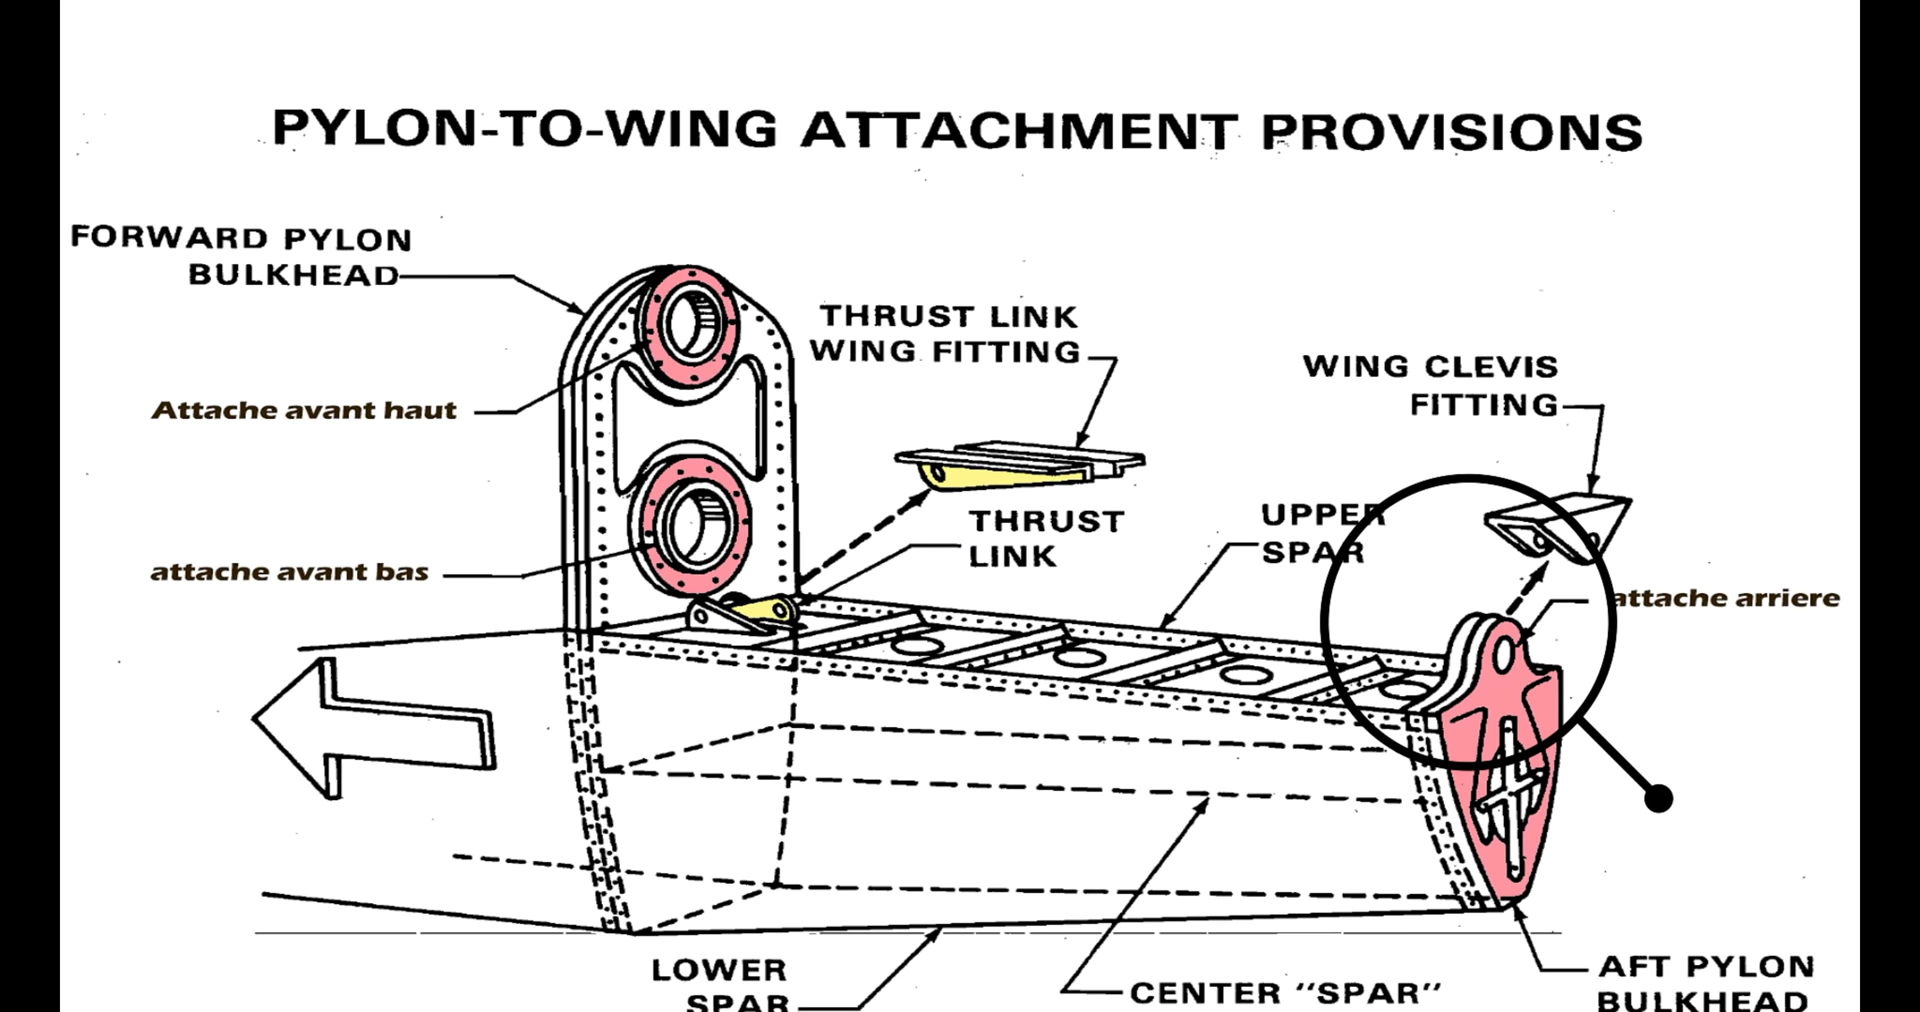 PYLON-TO-WING ATTACHMENT PROVISIONS
FORWARD PYLON
BULKHEAD
THRUST LINK
WING FITTING
WING CLEVIS
FITTING
Attache avant haut
THRUST
LINK
UPPER
SPAR
attache avant bas
attache arriere
LOWER
SPAR
CENTER "SPAR"
AFT PYLON
BULKHEAD